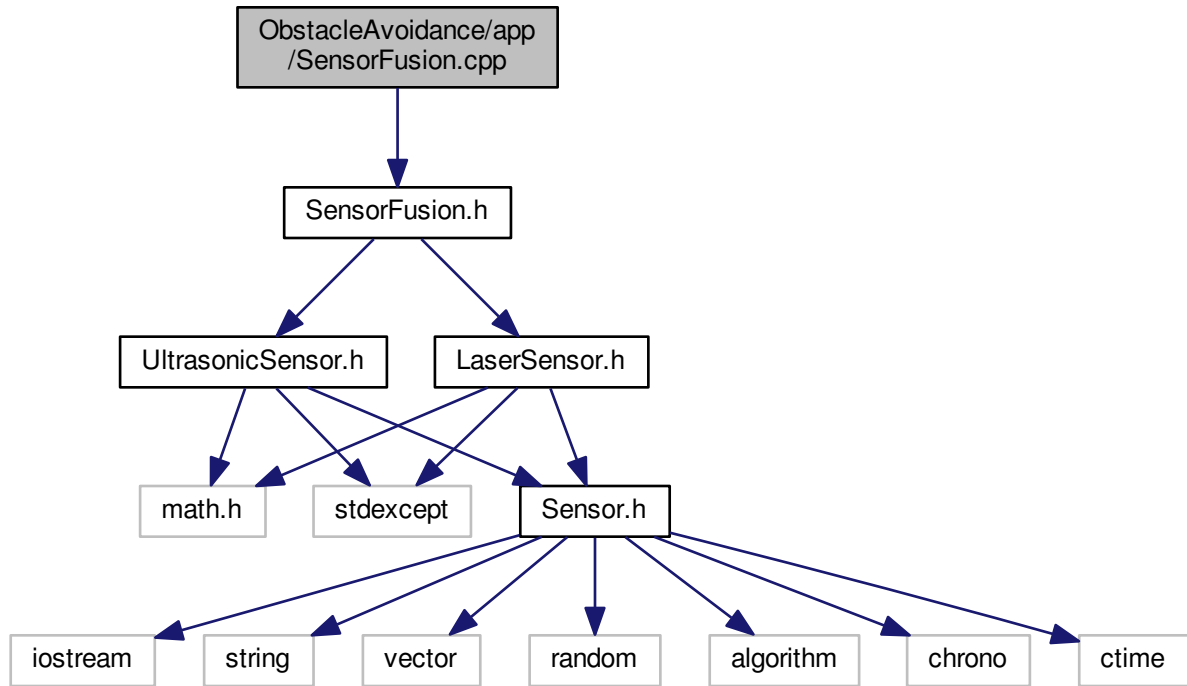 ObstacleAvoidance/app
/SensorFusion.cpp
SensorFusion.h
UltrasonicSensor.h
LaserSensor.h
math.h
stdexcept
Sensor.h
iostream
string
vector
random
algorithm
chrono
ctime